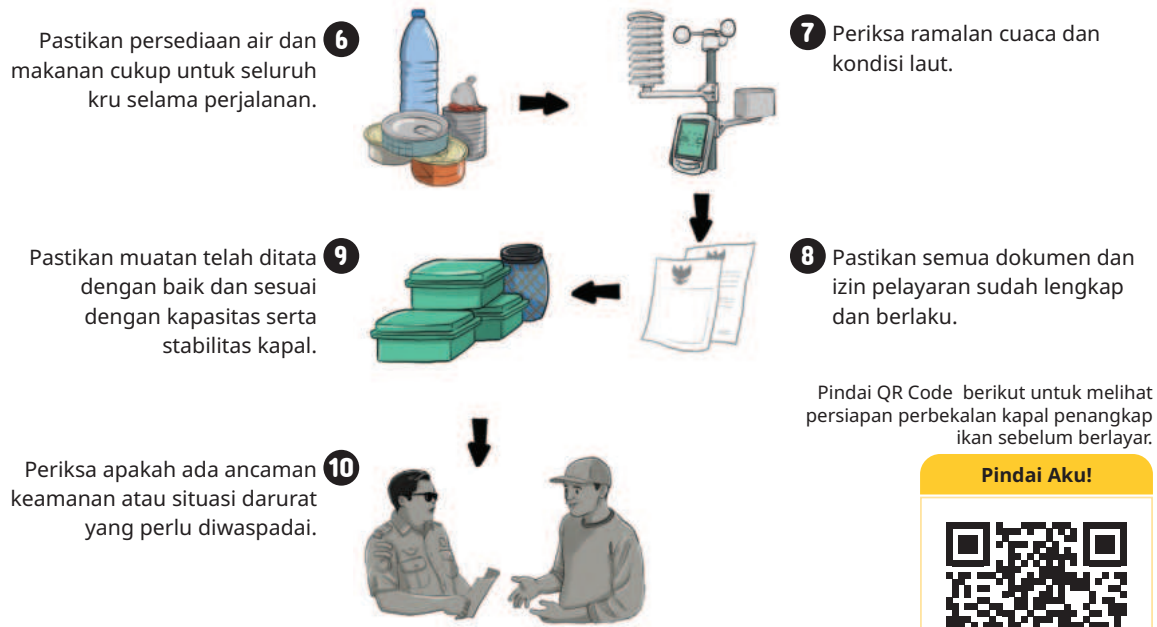 6
Pastikan persediaan air dan
makanan cukup untuk seluruh
kru selama perjalanan.
7
Periksa ramalan cuaca dan
kondisi laut.
8
Pastikan semua dokumen dan
izin pelayaran sudah lengkap
dan berlaku.
9
Pastikan muatan telah ditata
dengan baik dan sesuai
dengan kapasitas serta
stabilitas kapal.
10
Periksa apakah ada ancaman
keamanan atau situasi darurat
yang perlu diwaspadai.
Pindai QR Code berikut untuk melihat
persiapan perbekalan kapal penangkap
ikan sebelum berlayar.
Pindai Aku!